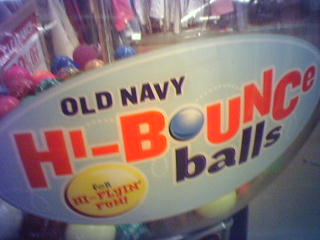 OLD NAVY
HI-BOUNCE
balls
FOR
HI-FLYIN'
FUN!